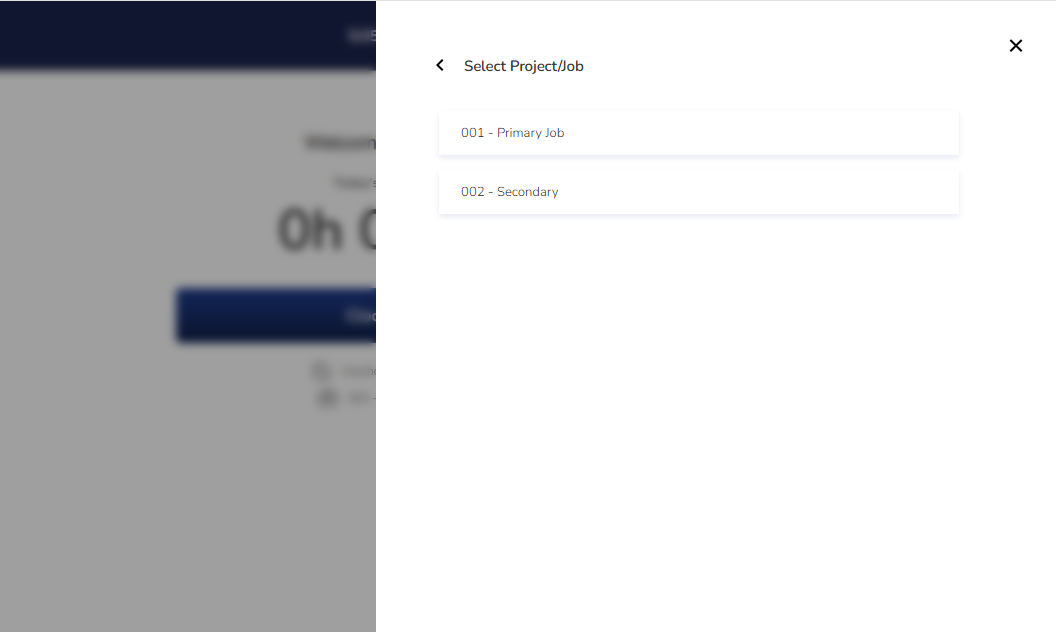 Select Project/Job
001 - Primary Job
002 - Secondary
0h